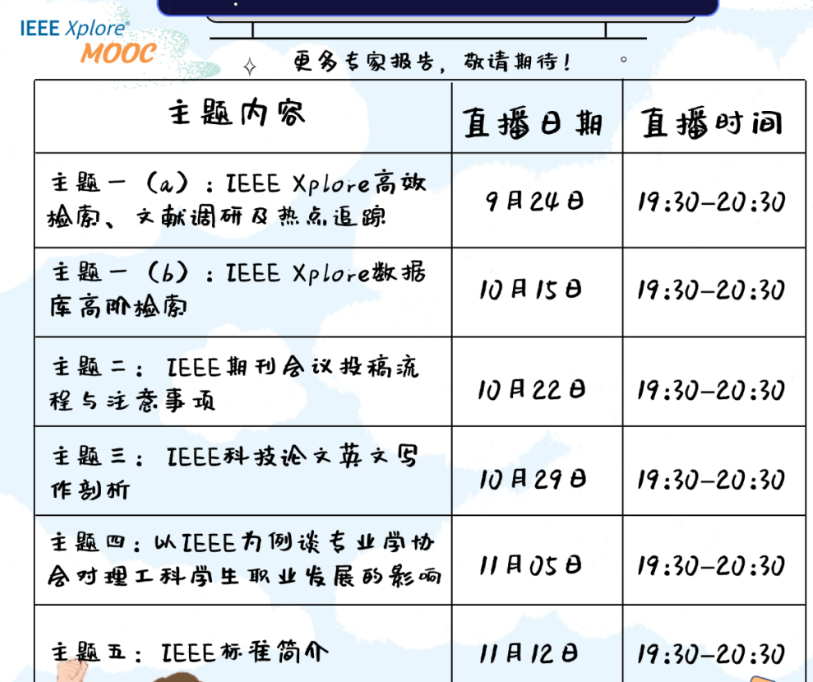 IEEE Xplore®
MOOC
更多专家报告，敬请期待！
主题内容
直播日期
直播时间
主题一（a）：IEEE Xplore高效
检索、文献调研及热点追踪
9月24日
19:30-20:30
主题一（b）：IEEE Xplore数据
库高阶检索
10月15日
19:30-20:30
主题二：IEEE期刊会议投稿流
程与注意事项
10月22日
19:30-20:30
主题三：IEEE科技论文英文写
作剖析
10月29日
19:30-20:30
主题四：以IEEE为例谈专业学协
会对理工科学生职业发展的影响
11月05日
19:30-20:30
主题五：IEEE标准简介
11月12日
19:30-20:30